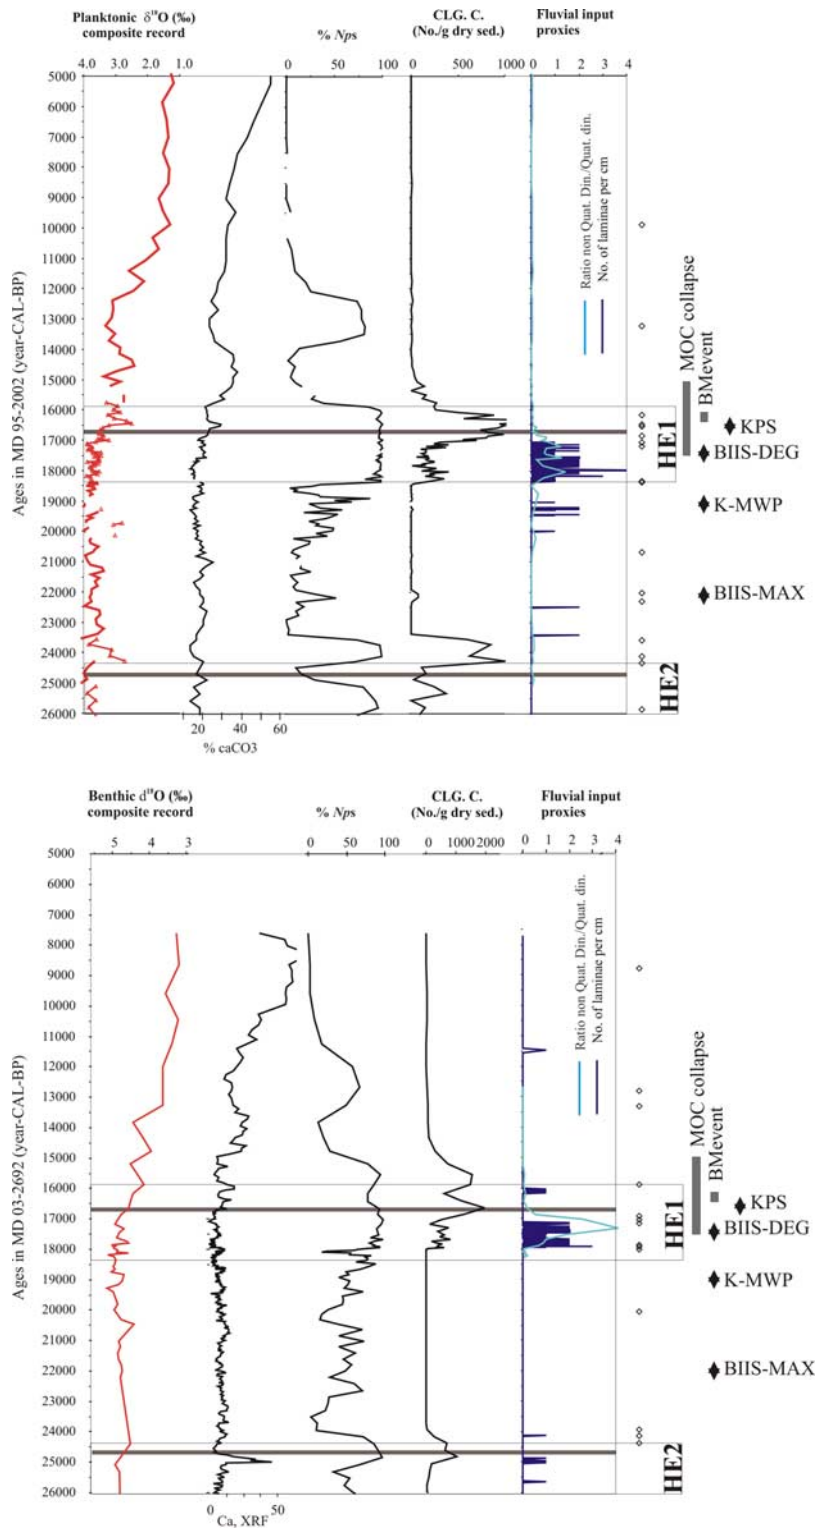 Planktonic δ¹⁸O (‰)
composite record
% Nps
CLG. C.
(No./g dry sed.)
Fluvial input
proxies
4.0 3.0 2.0 1.0
0 50 100
0 500 1000
0 1 2 3 4
Ages in MD 95-2002 (year-CAL-BP)
5000
6000
7000
8000
9000
10000
11000
12000
13000
14000
15000
16000
17000
18000
19000
20000
21000
22000
23000
24000
25000
26000
20 40 60
% caCO3
Ratio non Quat. Din./Quat. din.
No. of laminae per cm
HE1
HE2
MOC collapse
BMevent
KPS
BIIS-DEG
K-MWP
BIIS-MAX
Benthic d¹⁸O (‰)
composite record
% Nps
CLG. C.
(No./g dry sed.)
Fluvial input
proxies
5 4 3
0 50 100
0 1000 2000
0 1 2 3 4
Ages in MD 03-2692 (year-CAL-BP)
5000
6000
7000
8000
9000
10000
11000
12000
13000
14000
15000
16000
17000
18000
19000
20000
21000
22000
23000
24000
25000
26000
0 50
Ca, XRF
Ratio non Quat. Din./Quat. din.
No. of laminae per cm
HE1
HE2
MOC collapse
BMevent
KPS
BIIS-DEG
K-MWP
BIIS-MAX